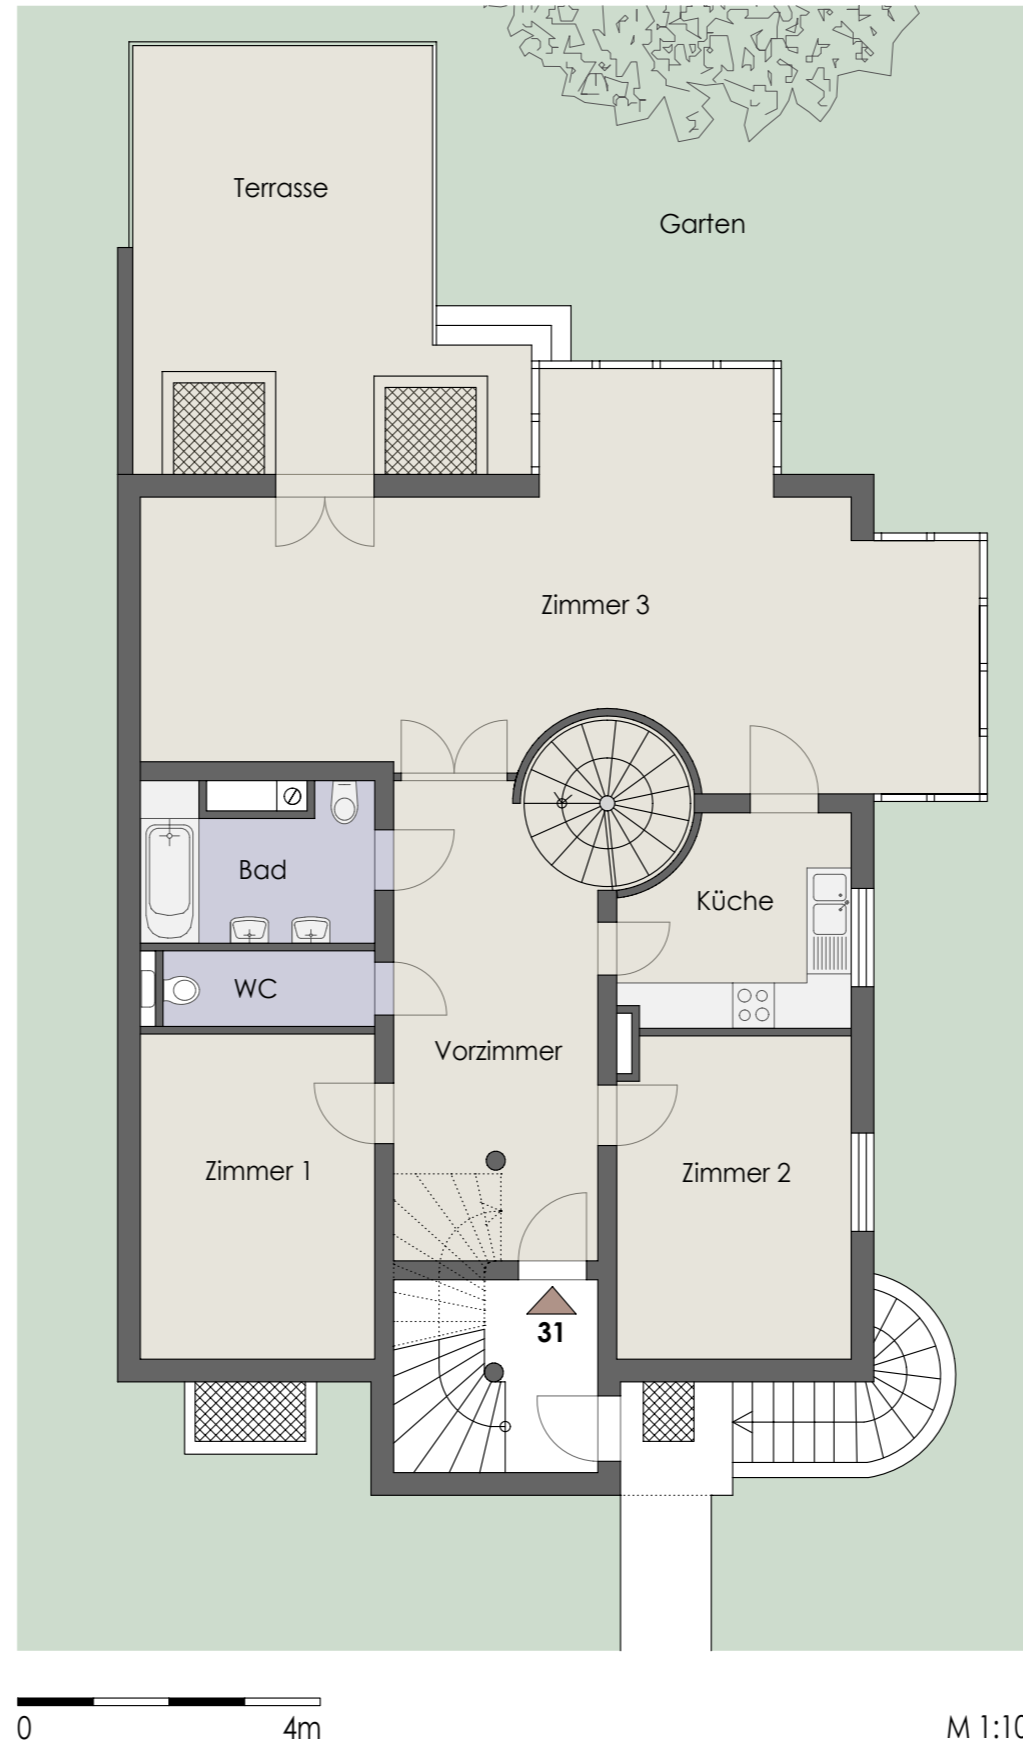 Terrasse
Garten
Zimmer 3
Bad
Küche
WC
Vorzimmer
Zimmer 1
Zimmer 2
31
0
4m
M 1:10